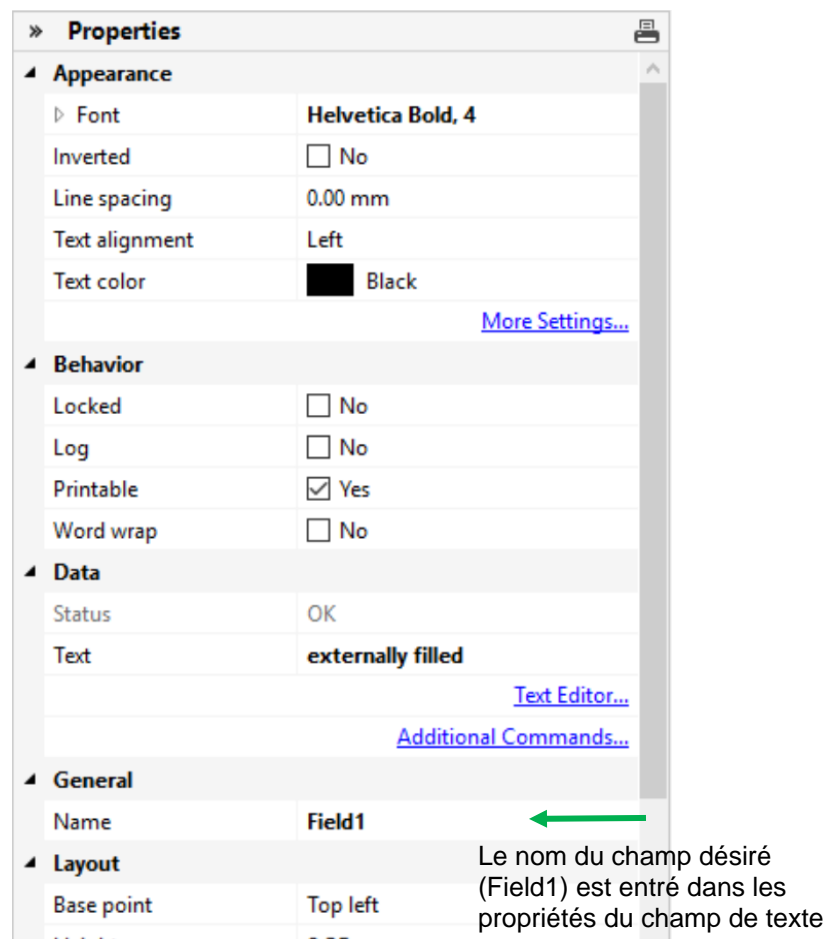 » Properties
Appearance
Font Helvetica Bold, 4
Inverted No
Line spacing 0.00 mm
Text alignment Left
Text color Black
More Settings...
Behavior
Locked No
Log No
Printable Yes
Word wrap No
Data
Status OK
Text externally filled
Text Editor...
Additional Commands...
General
Name Field1
Layout
Base point Top left
Le nom du champ désiré
(Field1) est entré dans les
propriétés du champ de texte